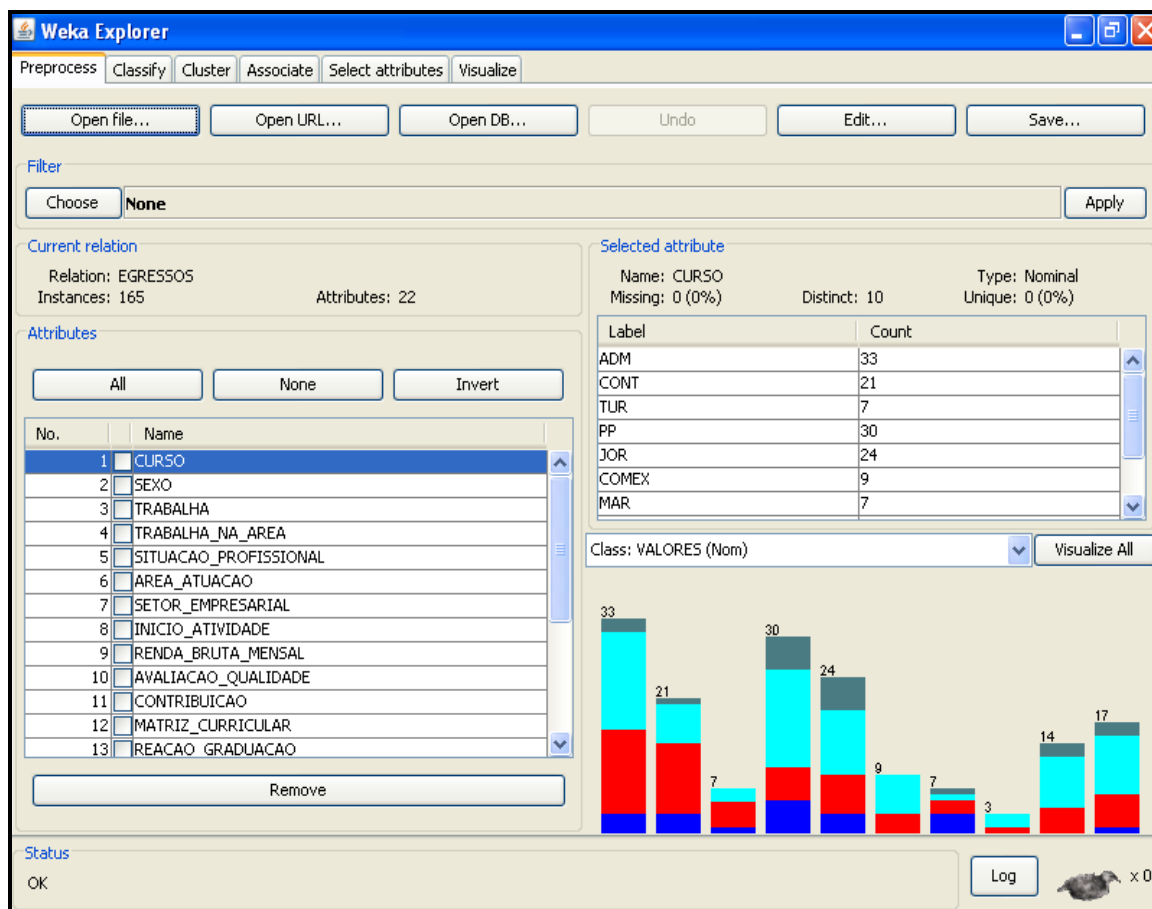 Weka Explorer
Preprocess Classify Cluster Associate Select attributes Visualize
Open file... Open URL... Open DB... Undo Edit... Save...
Filter
Choose None Apply
Current relation
Relation: EGRESSOS
Instances: 165 Attributes: 22
Attributes
All None Invert
No. Name
1 CURSO
2 SEXO
3 TRABALHA
4 TRABALHA_NA_AREA
5 SITUACAO_PROFISSIONAL
6 AREA_ATUACAO
7 SETOR_EMPRESARIAL
8 INICIO_ATIVIDADE
9 RENDA_BRUTA_MENSAL
10 AVALIACAO_QUALIDADE
11 CONTRIBUICAO
12 MATRIZ_CURRICULAR
13 REACAO_GRADUACAO
Remove
Selected attribute
Name: CURSO Type: Nominal
Missing: 0 (0%) Distinct: 10 Unique: 0 (0%)
Label Count
ADM 33
CONT 21
TUR 7
PP 30
JOR 24
COMEX 9
MAR 7
Class: VALORES (Nom) Visualize All
33 21 7 30 24 9 7 3 14 17
Status
OK
Log x 0